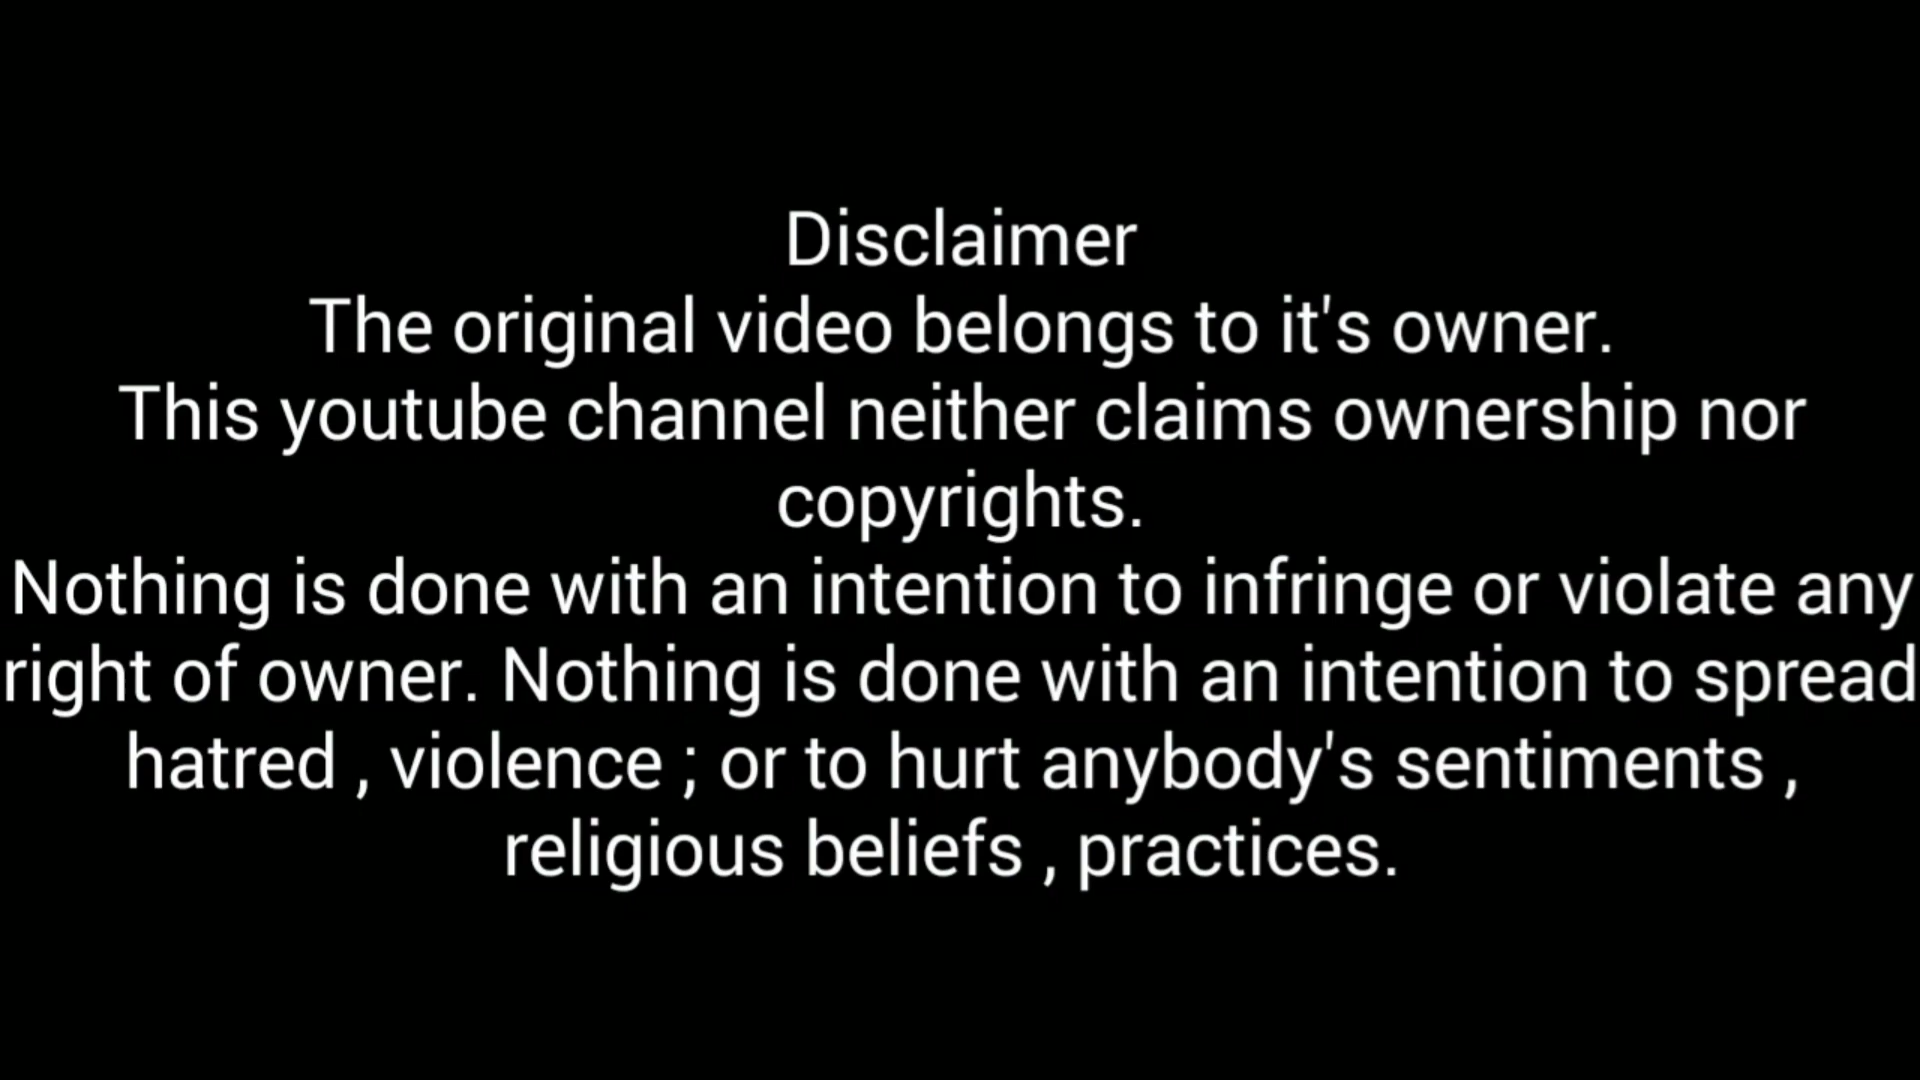 Disclaimer
The original video belongs to it's owner.
This youtube channel neither claims ownership nor
copyrights.
Nothing is done with an intention to infringe or violate any
right of owner. Nothing is done with an intention to spread
hatred , violence ; or to hurt anybody's sentiments ,
religious beliefs , practices.